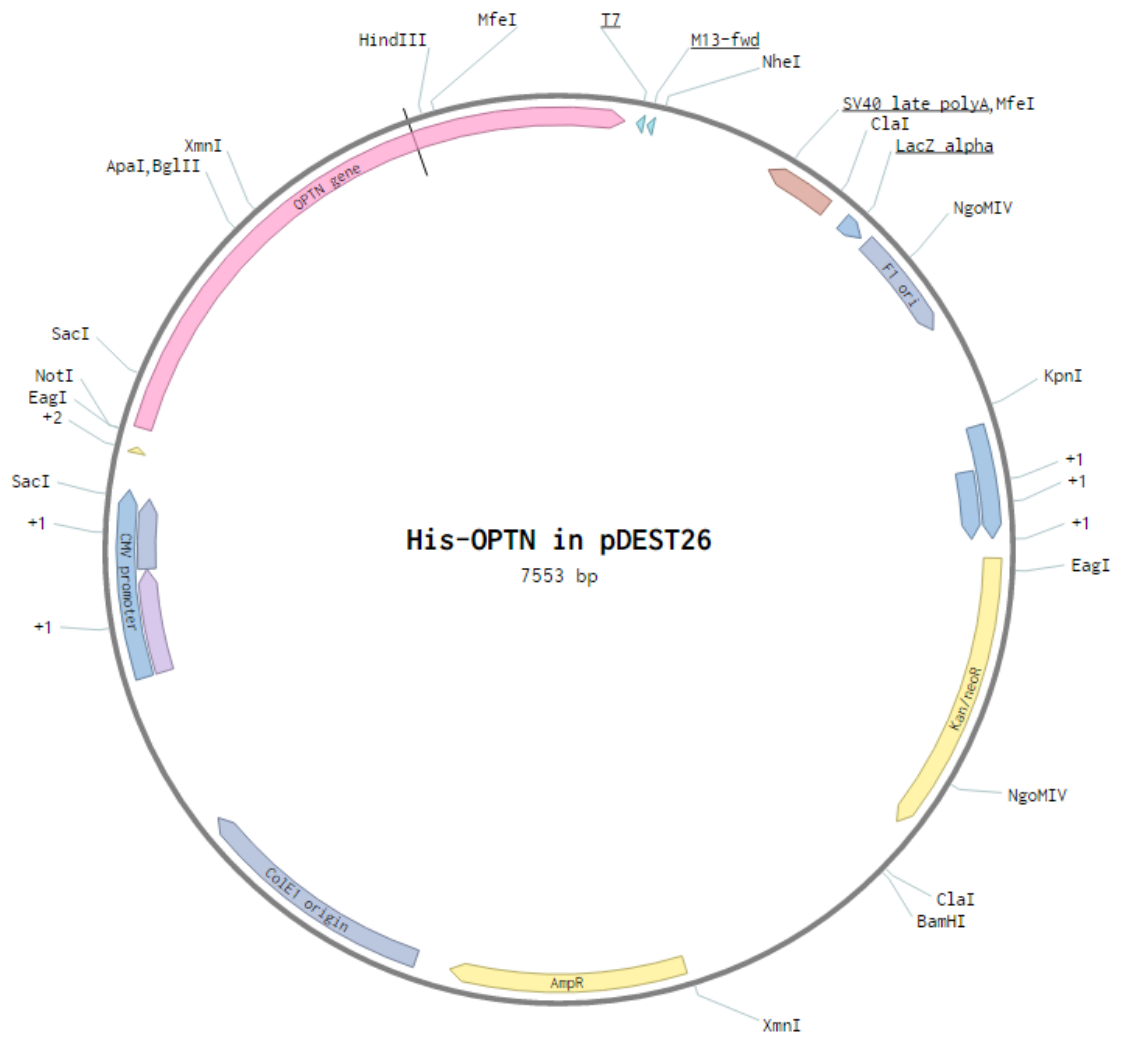 MfeI
T7
HindIII
M13-fwd
NheI
SV40 late polyA,MfeI
ClaI
XmnI
LacZ alpha
ApaI,BglII
OPTN gene
NgoMIV
F1 ori
SacI
NotI
KpnI
EagI
+2
+1
SacI
+1
+1
+1
CMV promoter
His-OPTN in pDEST26
7553 bp
EagI
+1
Kan/neoR
NgoMIV
ColE1 origin
ClaI
BamHI
AmpR
XmnI